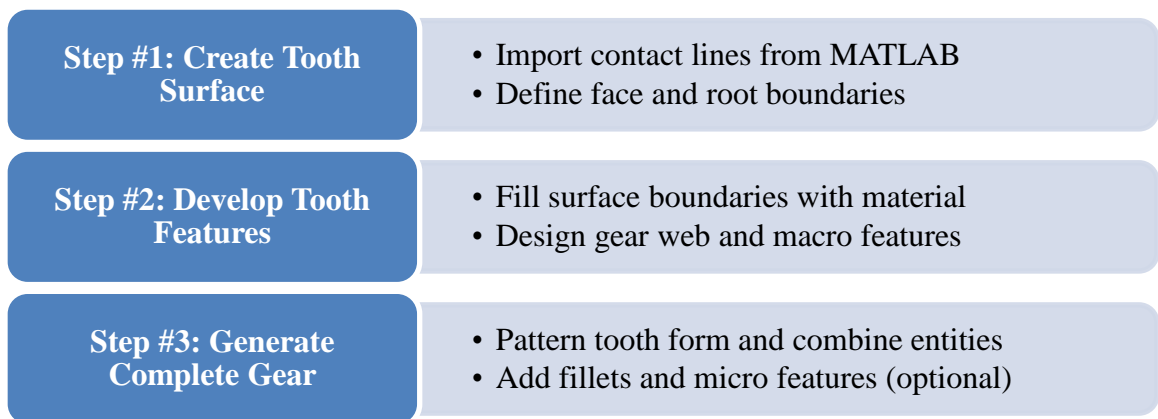 Step #1: Create Tooth
Surface
• Import contact lines from MATLAB
• Define face and root boundaries
Step #2: Develop Tooth
Features
• Fill surface boundaries with material
• Design gear web and macro features
Step #3: Generate
Complete Gear
• Pattern tooth form and combine entities
• Add fillets and micro features (optional)